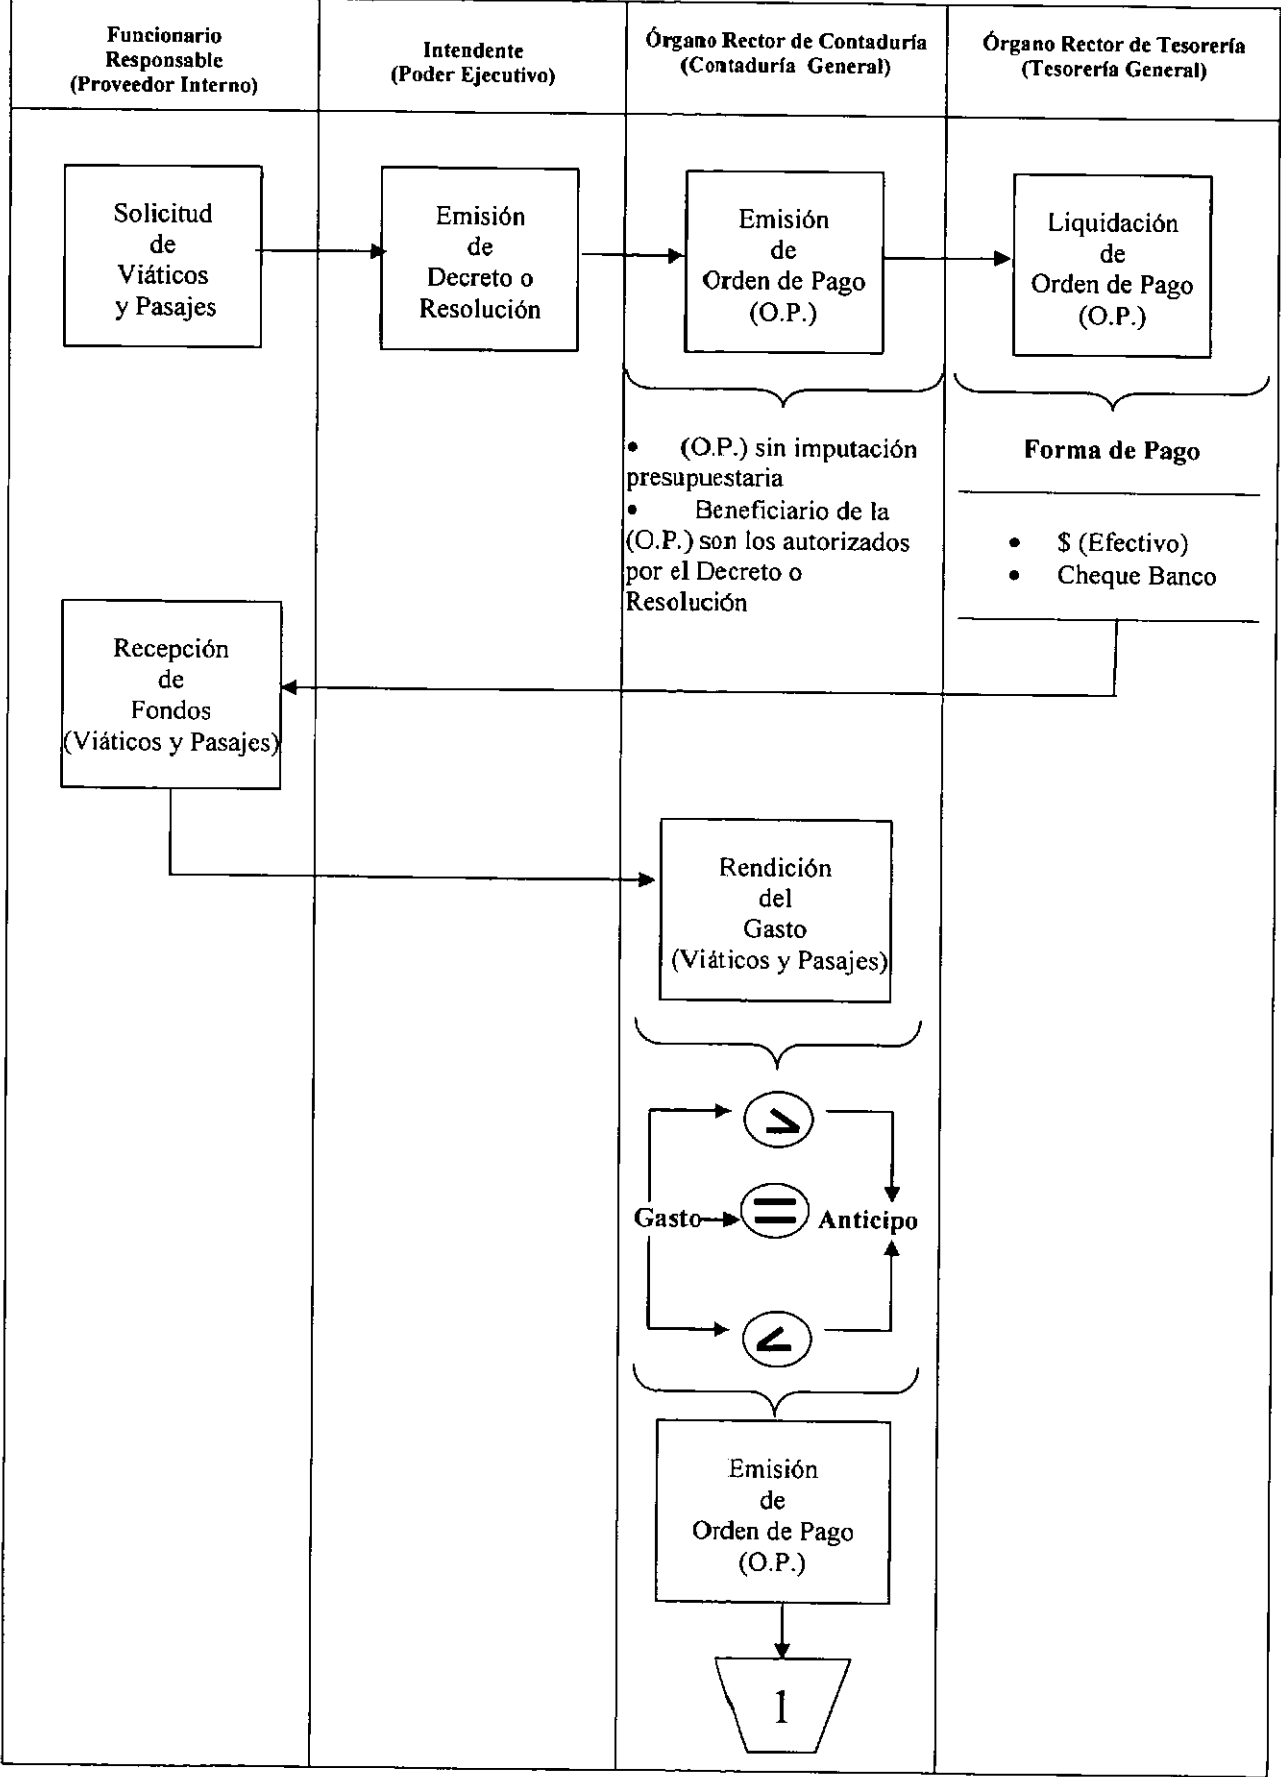 Funcionario
Responsable
(Proveedor Interno)
Intendente
(Poder Ejecutivo)
Órgano Rector de Contaduría
(Contaduría General)
Órgano Rector de Tesorería
(Tesorería General)
Solicitud
de
Viáticos
y Pasajes
Emisión
de
Decreto o
Resolución
Emisión
de
Orden de Pago
(O.P.)
Liquidación
de
Orden de Pago
(O.P.)
• (O.P.) sin imputación
presupuestaria
• Beneficiario de la
(O.P.) son los autorizados
por el Decreto o
Resolución
Forma de Pago
• $ (Efectivo)
• Cheque Banco
Recepción
de
Fondos
(Viáticos y Pasajes)
Rendición
del
Gasto
(Viáticos y Pasajes)
>
Gasto = Anticipo
<
Emisión
de
Orden de Pago
(O.P.)
1